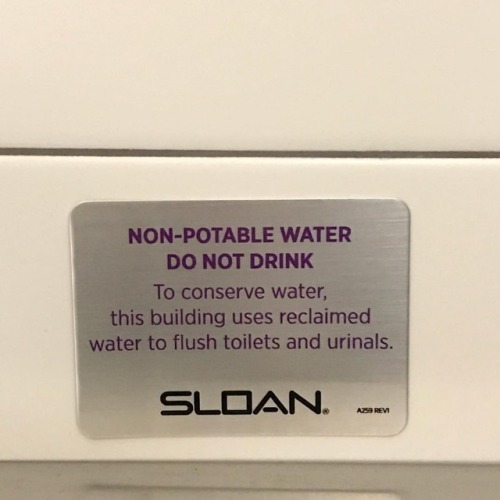 NON-POTABLE WATER
DO NOT DRINK
To conserve water,
this building uses reclaimed
water to flush toilets and urinals.
SLOAN®
A259 REV1